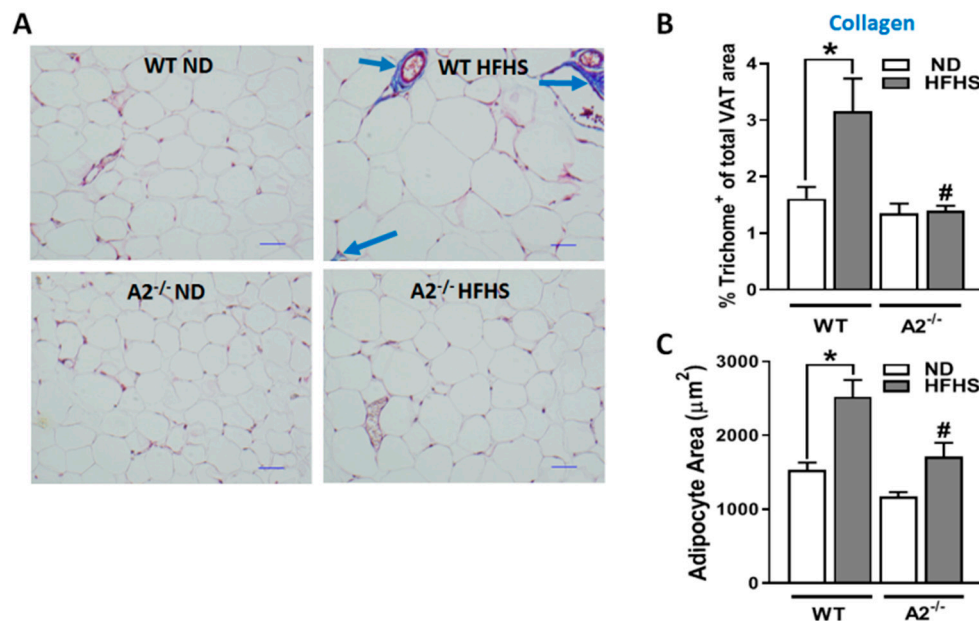 A
WT ND
WT HFHS
A2⁻/⁻ ND
A2⁻/⁻ HFHS
B
Collagen
% Trichome⁺ of total VAT area
4
3
2
1
0
*
ND
HFHS
#
WT
A2⁻/⁻
C
Adipocyte Area (μm²)
3000
2000
1000
0
*
ND
HFHS
#
WT
A2⁻/⁻